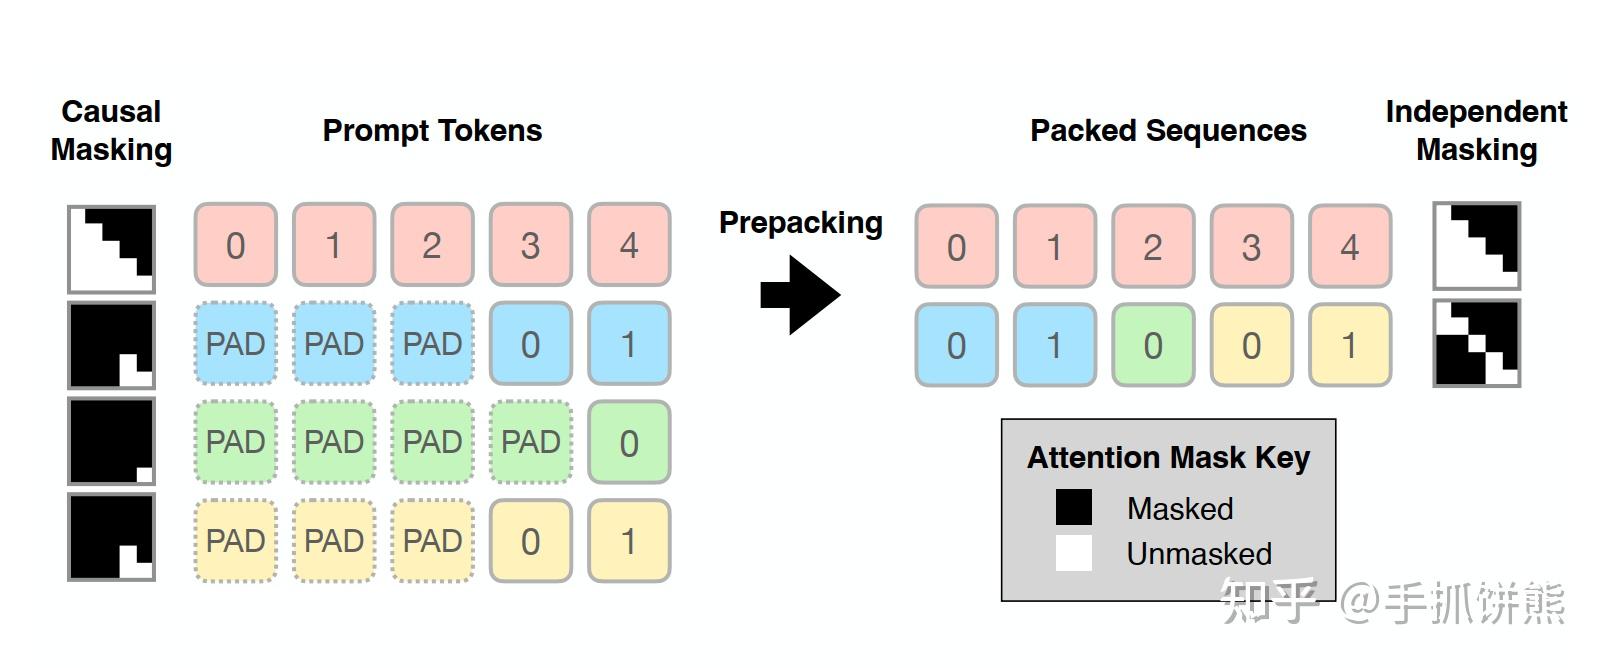 Causal
Masking
Prompt Tokens
Packed Sequences
Independent
Masking
0 1 2 3 4
PAD PAD PAD 0 1
PAD PAD PAD PAD 0
PAD PAD PAD 0 1
Prepacking
0 1 2 3 4
0 1 0 0 1
Attention Mask Key
Masked
Unmasked
知乎 @手抓饼熊